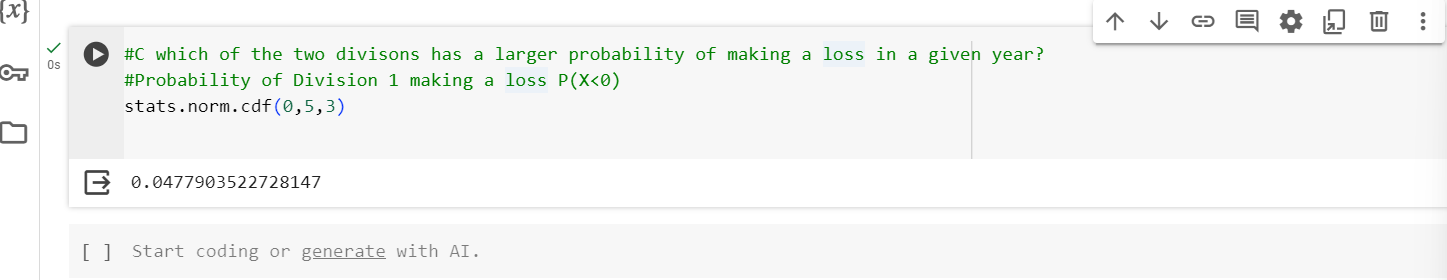 {x}
#C which of the two divisons has a larger probability of making a loss in a given year?
0s
#Probability of Division 1 making a loss P(X<0)
stats.norm.cdf(0,5,3)
0.0477903522728147
[ ] Start coding or generate with AI.